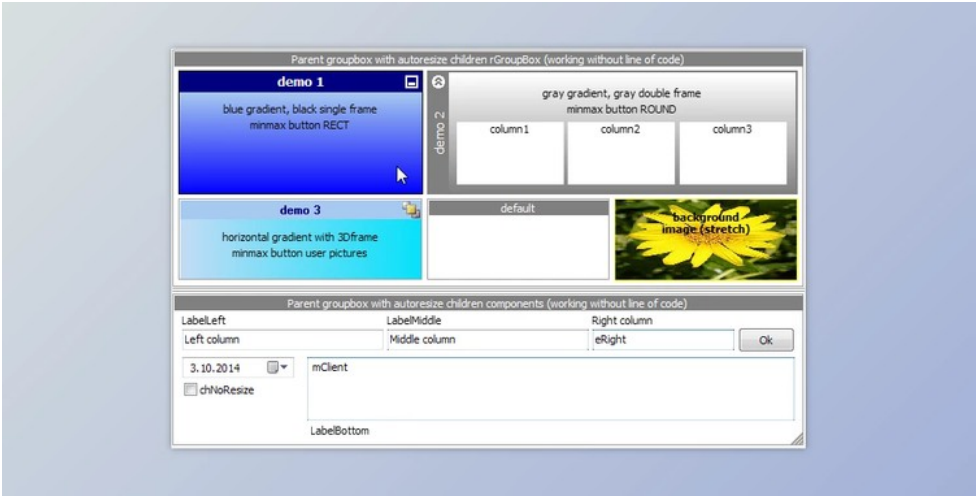 Parent groupbox with autoresize children rGroupBox (working without line of code)
demo 1
blue gradient, black single frame
minmax button RECT
demo 2
gray gradient, gray double frame
minmax button ROUND
column1
column2
column3
demo 3
horizontal gradient with 3Dframe
minmax button user pictures
default
background
image (stretch)
Parent groupbox with autoresize children components (working without line of code)
LabelLeft
LabelMiddle
Right column
Left column
Middle column
eRight
Ok
3.10.2014
mClient
chNoResize
LabelBottom